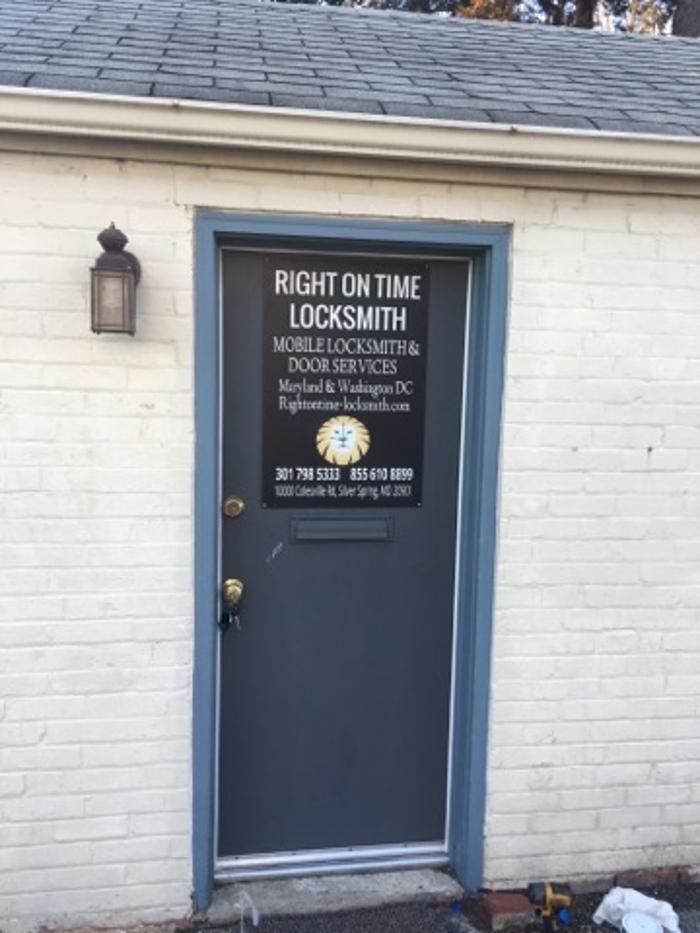 RIGHT ON TIME
LOCKSMITH
MOBILE LOCKSMITH &
DOOR SERVICES
Maryland & Washington DC
Rightontime-locksmith.com
301 798 5333 855 610 8899
10000 Colesville Rd, Silver Spring, MD 20901